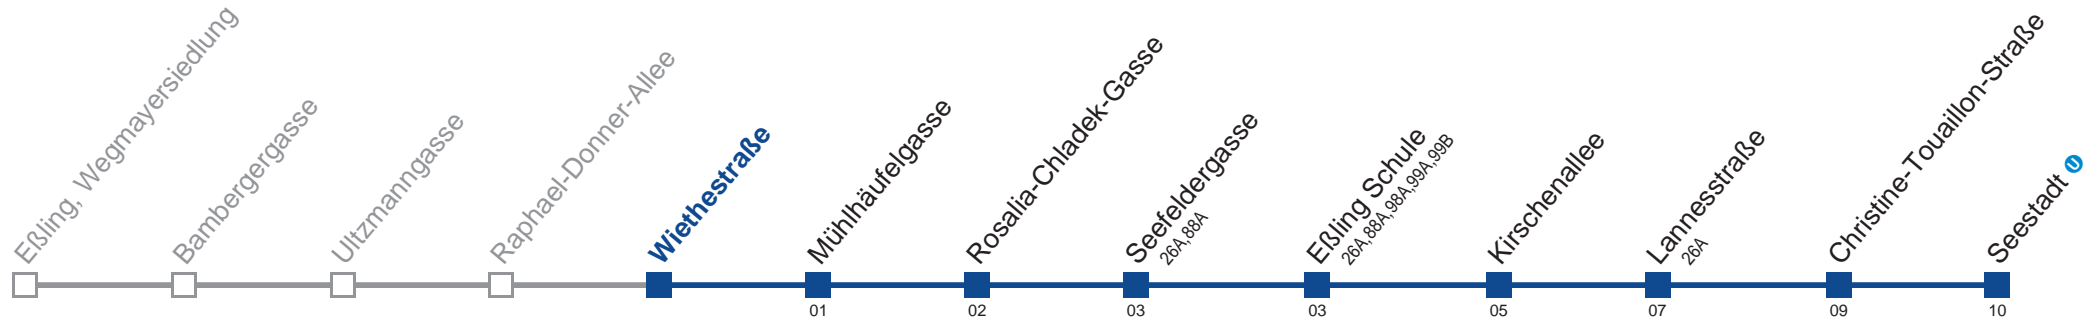 Eßling, Wegmayersiedlung
Bambergergasse
Ultzmanngasse
Raphael-Donner-Allee
Wiethestraße
Mühlhäufelgasse
01
Rosalia-Chladek-Gasse
02
Seefeldergasse
26A,88A
03
Eßling Schule
26A,88A,98A,99A,99B
03
Kirschenallee
05
Lannesstraße
26A
07
Christine-Touaillon-Straße
09
Seestadt U
10